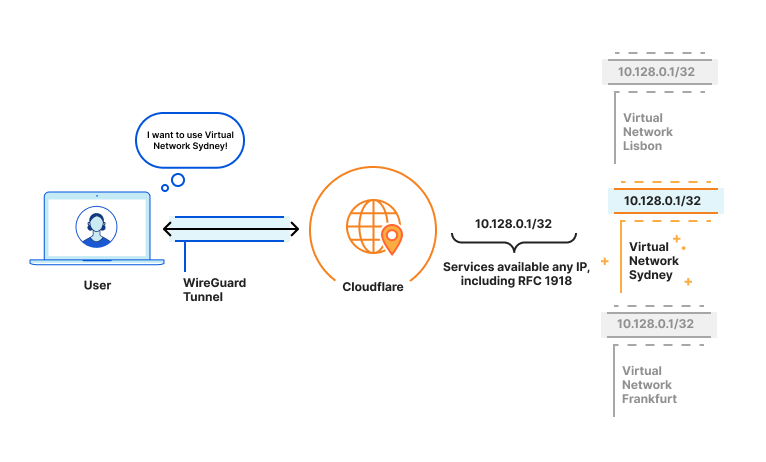 I want to use Virtual
Network Sydney!
User
WireGuard
Tunnel
Cloudflare
10.128.0.1/32
Services available any IP,
including RFC 1918
10.128.0.1/32
Virtual
Network
Lisbon
10.128.0.1/32
Virtual
Network
Sydney
10.128.0.1/32
Virtual
Network
Frankfurt